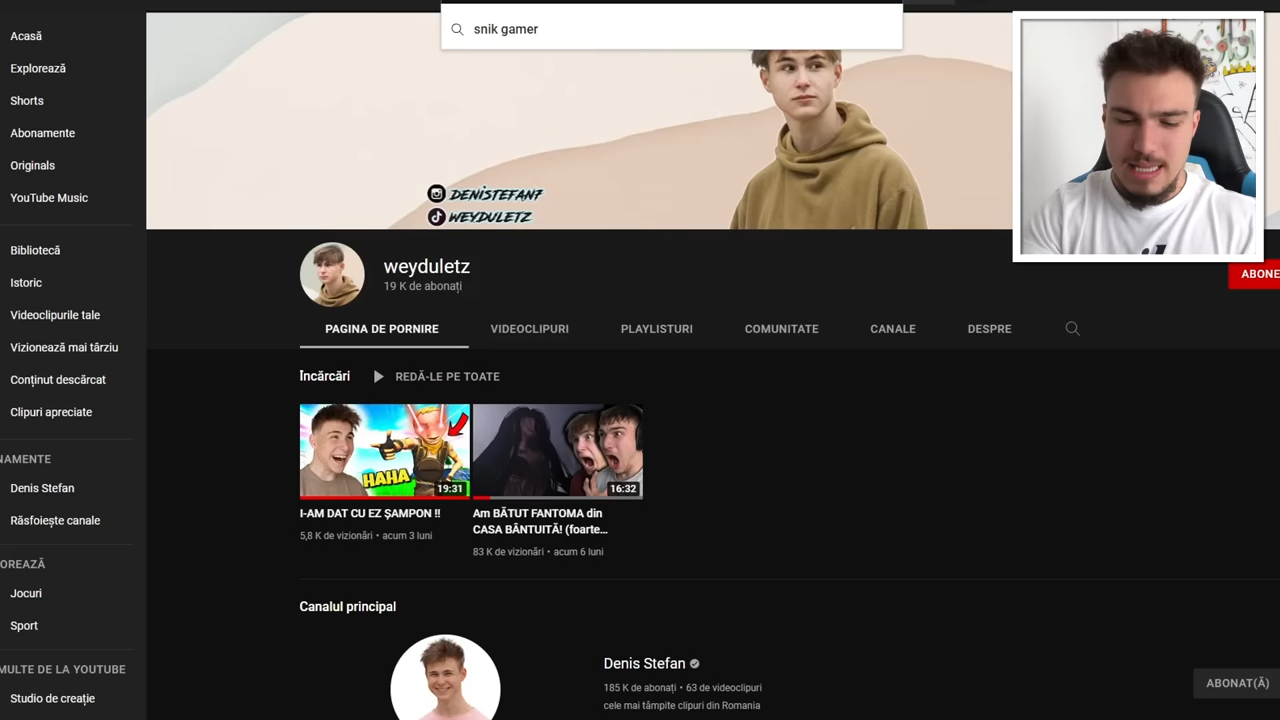 snik gamer
Acasă
Explorează
Shorts
Abonamente
Originals
YouTube Music
Bibliotecă
Istoric
Videoclipurile tale
Vizionează mai târziu
Conținut descărcat
Clipuri apreciate
NAMENTE
Denis Stefan
Răsfoiește canale
OREAZĂ
Jocuri
Sport
MULTE DE LA YOUTUBE
Studio de creație
DENISTEFAN7
WEYDULETZ
weyduletz
19 K de abonați
ABONE
PAGINA DE PORNIRE VIDEOCLIPURI PLAYLISTURI COMUNITATE CANALE DESPRE
Încărcări REDĂ-LE PE TOATE
HAHA
19:31
16:32
I-AM DAT CU EZ ȘAMPON !!
5,8 K de vizionări • acum 3 luni
Am BĂTUT FANTOMA din
CASA BÂNTUITĂ! (foarte...
83 K de vizionări • acum 6 luni
Canalul principal
Denis Stefan
185 K de abonați • 63 de videoclipuri
cele mai tâmpite clipuri din Romania
ABONAT(Ă)